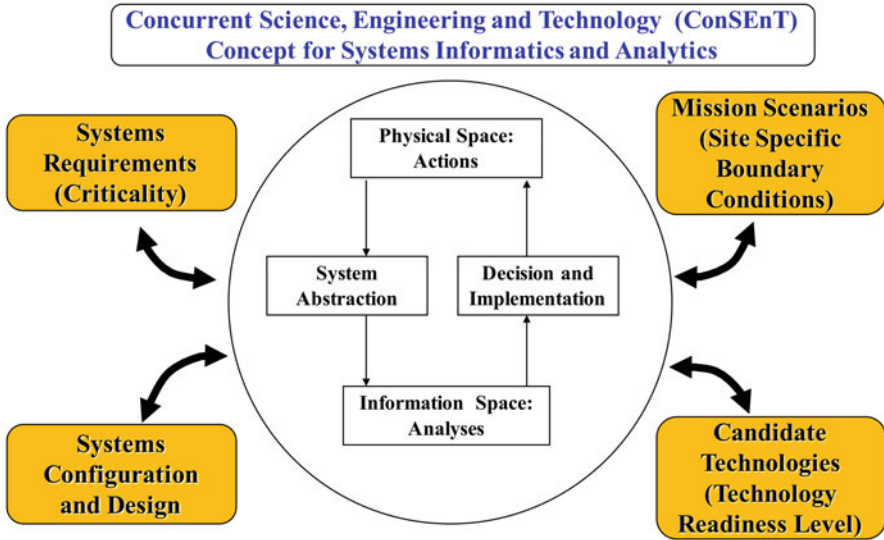 Concurrent Science, Engineering and Technology (ConSEnT)
Concept for Systems Informatics and Analytics
Systems
Requirements
(Criticality)
Physical Space:
Actions
Mission Scenarios
(Site Specific
Boundary
Conditions)
System
Abstraction
Decision and
Implementation
Information Space:
Analyses
Systems
Configuration
and Design
Candidate
Technologies
(Technology
Readiness Level)